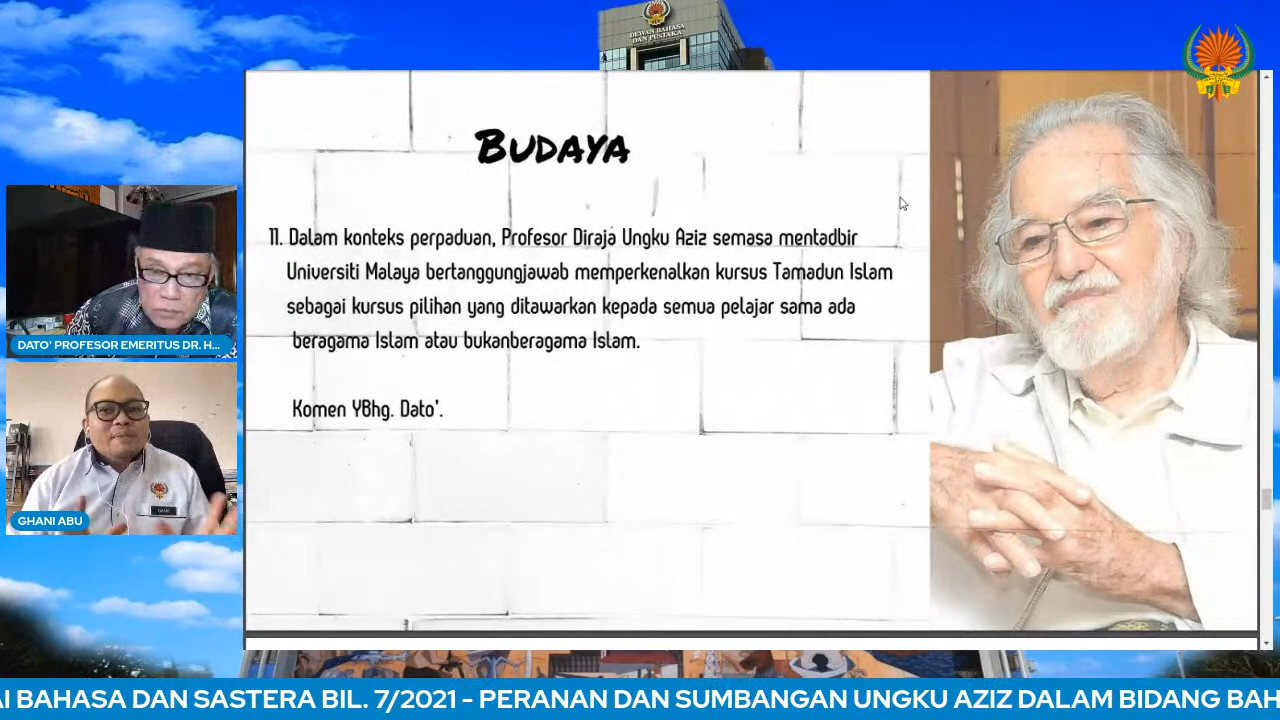 DEWAN BAHASA
DAN PUSTAKA
BUDAYA
11. Dalam konteks perpaduan, Profesor Diraja Ungku Aziz semasa mentadbir
Universiti Malaya bertanggungjawab memperkenalkan kursus Tamadun Islam
sebagai kursus pilihan yang ditawarkan kepada semua pelajar sama ada
beragama Islam atau bukanberagama Islam.
Komen YBhg. Dato'.
DATO' PROFESOR EMERITUS DR. H...
GHANI ABU
AI BAHASA DAN SASTERA BIL. 7/2021 - PERANAN DAN SUMBANGAN UNGKU AZIZ DALAM BIDANG BAH